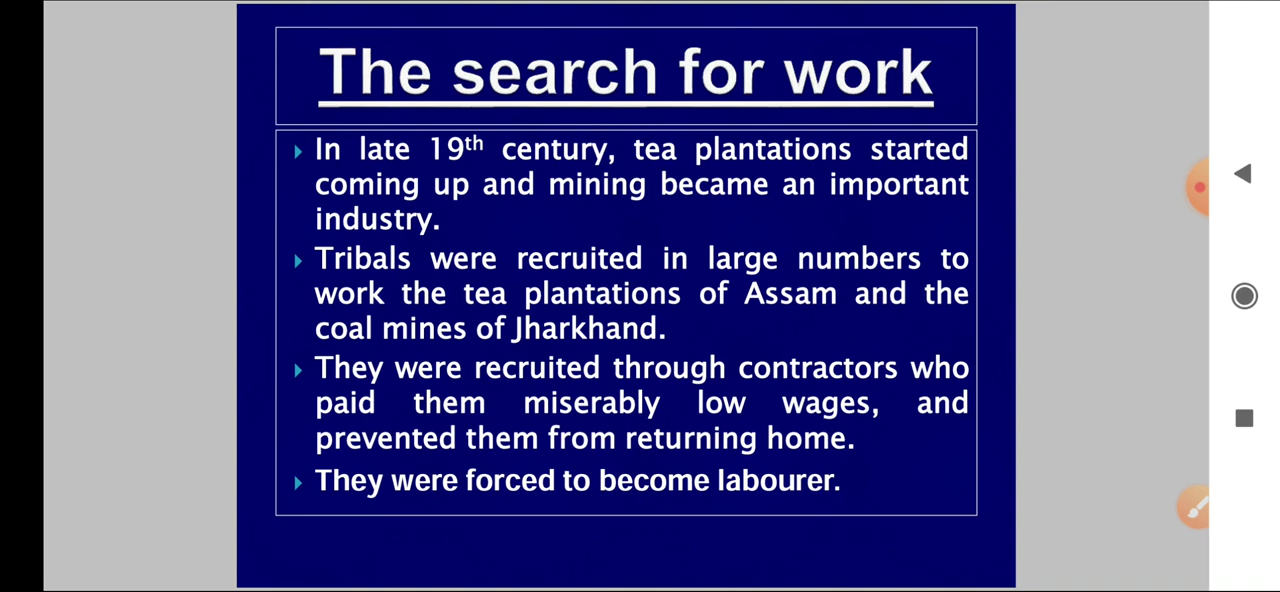 The search for work
In late 19th century, tea plantations started
coming up and mining became an important
industry.
Tribals were recruited in large numbers to
work the tea plantations of Assam and the
coal mines of Jharkhand.
They were recruited through contractors who
paid them miserably low wages, and
prevented them from returning home.
They were forced to become labourer.